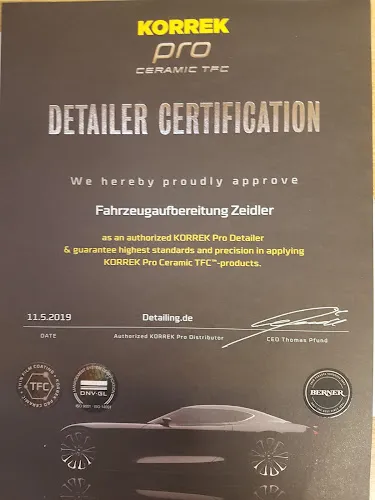 KORREK
pro
CERAMIC TFC
DETAILER CERTIFICATION
We hereby proudly approve
Fahrzeugaufbereitung Zeidler
as an authorized KORREK Pro Detailer
& guarantee highest standards and precision in applying
KORREK Pro Ceramic TFC™-products.
11.5.2019 Detailing.de
DATE Authorized KORREK Pro Distributor CEO Thomas Pfund
TFC
DNV·GL
BERNER